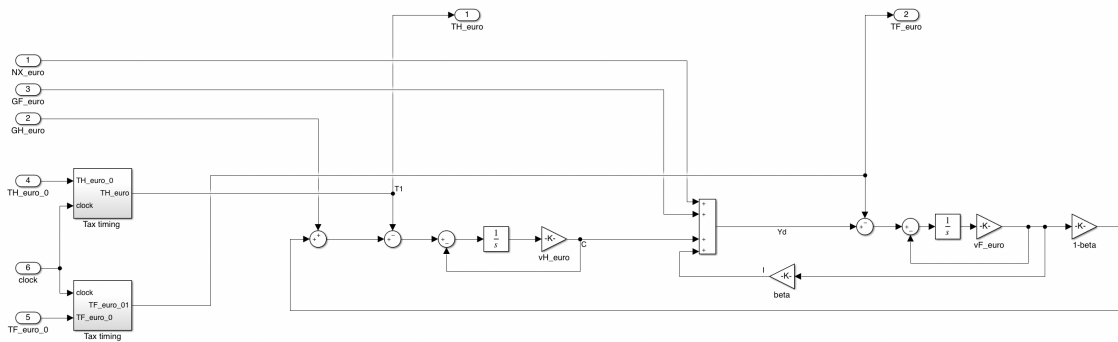 1
TH_euro
2
TF_euro
1
NX_euro
3
GF_euro
2
GH_euro
4
TH_euro_0
TH_euro_0
TH_euro
clock
Tax timing
T1
6
clock
clock
TF_euro_01
TF_euro_0
Tax timing
5
TF_euro_0
+
+
+
−
+
−
1
s
-K-
vH_euro
C
+
+
+
+
Yd
I
-K-
beta
+
−
+
−
1
s
-K-
vF_euro
-K-
1-beta